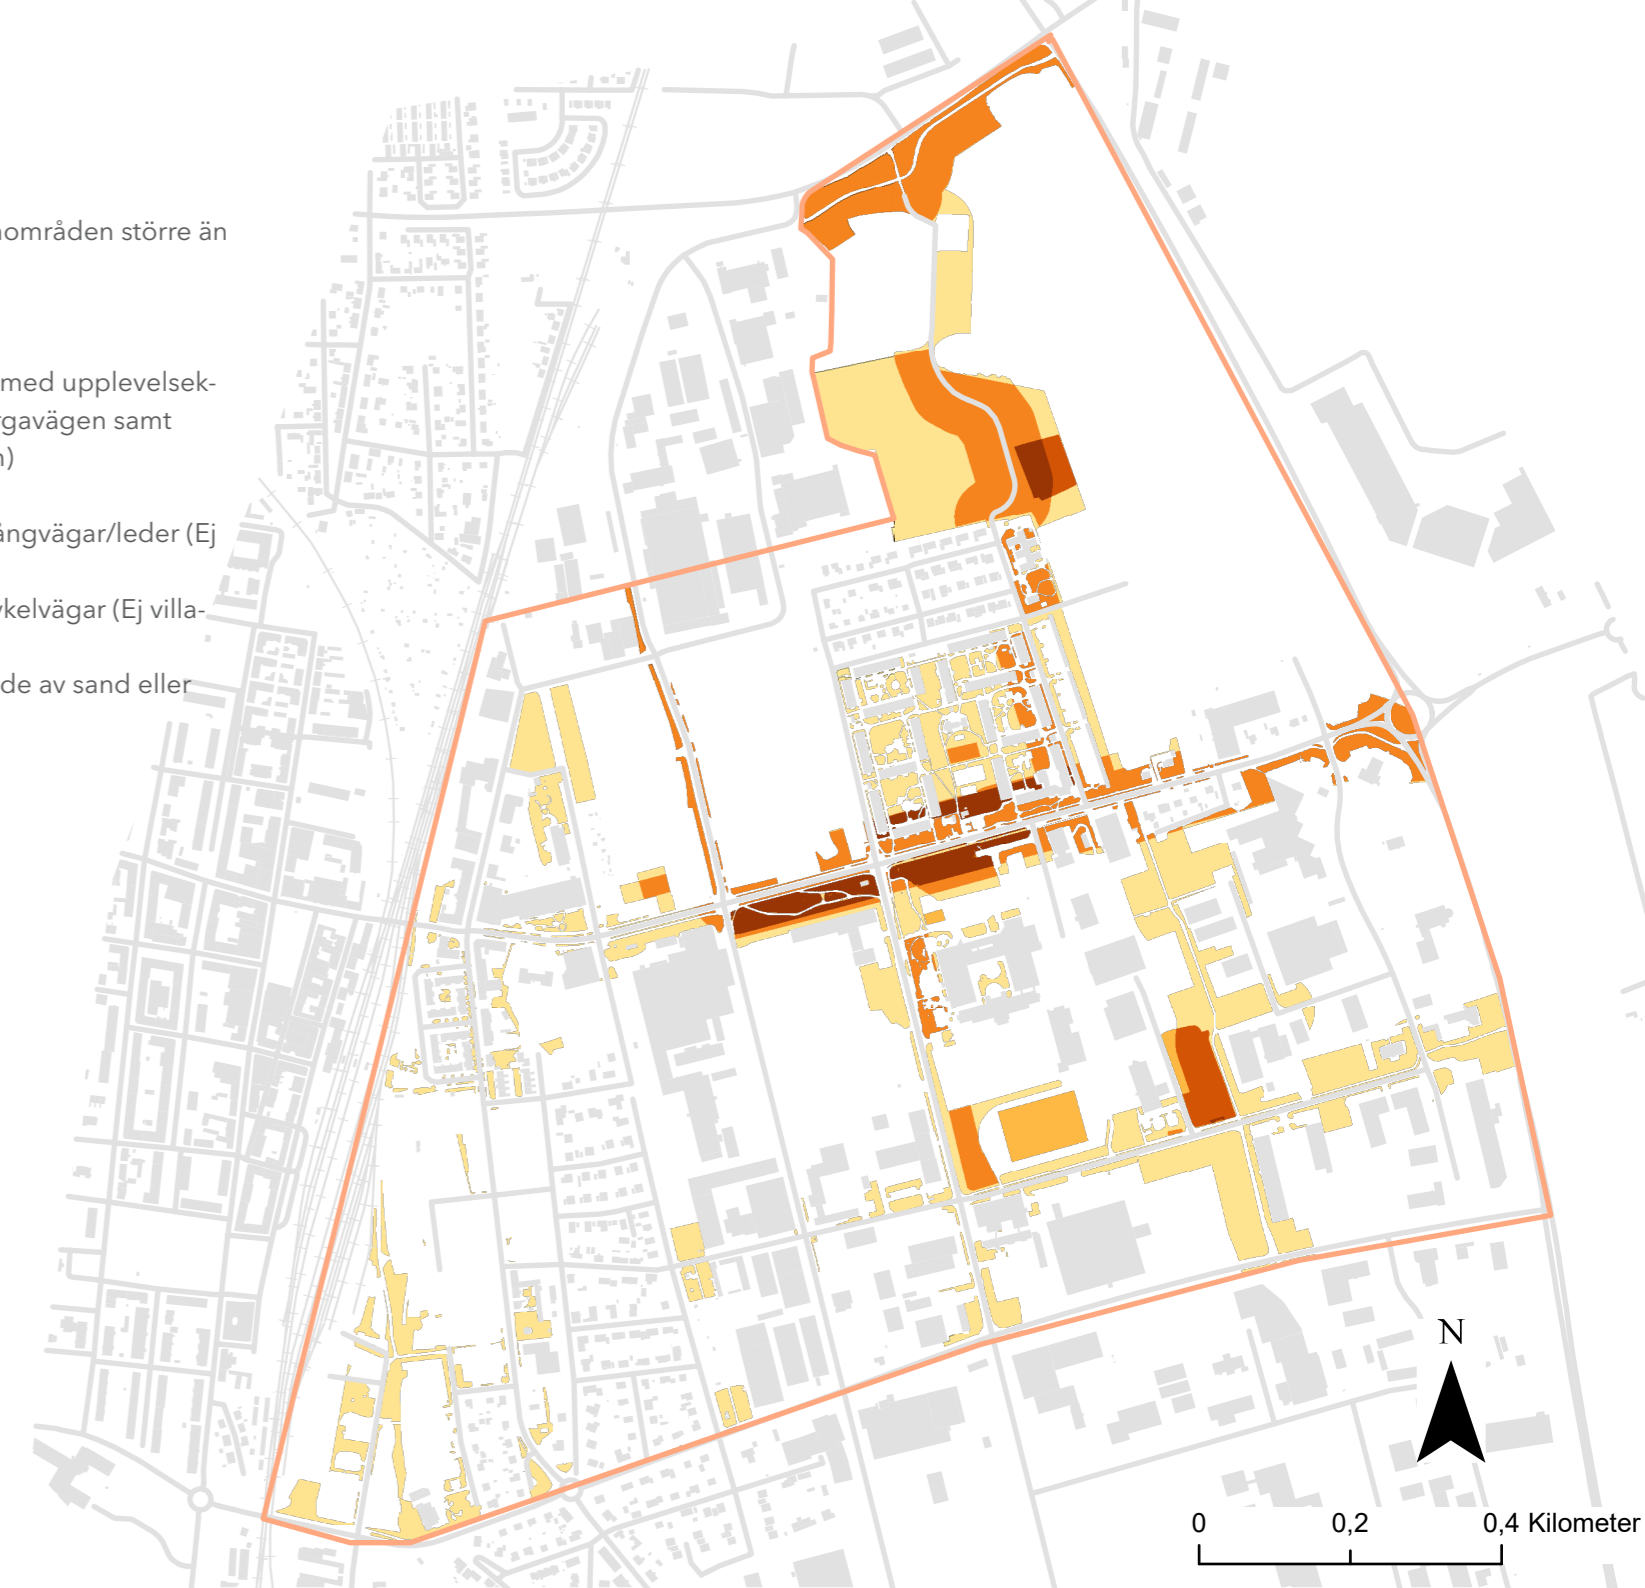 områden större än
med upplevelsek-
gavägen samt
)
ångvägar/leder (Ej
kelvägar (Ej villa-
de av sand eller
N
0
0,2
0,4 Kilometer